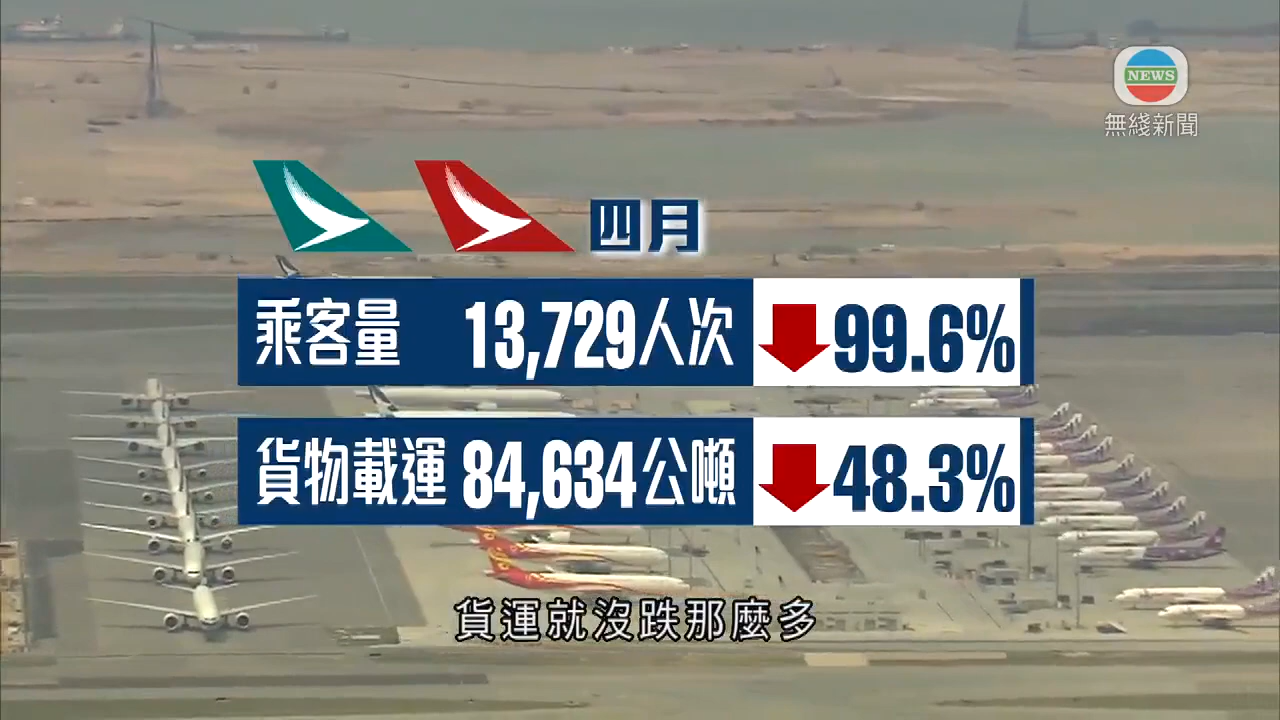 NEWS
無綫新聞
四月
乘客量 13,729人次 99.6%
貨物載運 84,634公噸 48.3%
貨運就沒跌那麼多